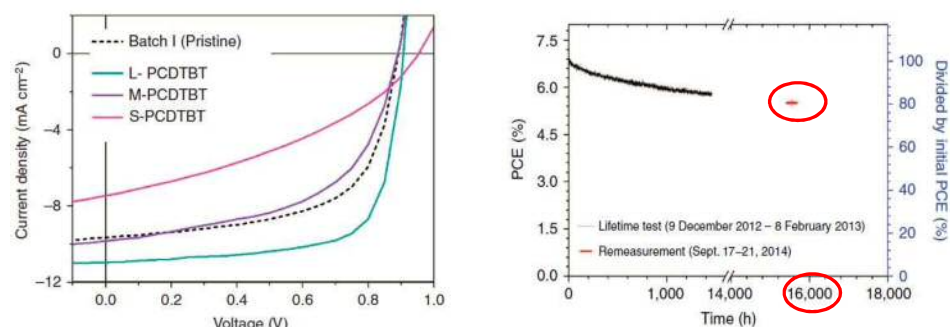 Current density (mA cm⁻²)
0
−4
−8
−12
Batch I (Pristine)
L- PCDTBT
M-PCDTBT
S-PCDTBT
0.0 0.2 0.4 0.6 0.8 1.0
Voltage (V)
PCE (%)
7.5
6.0
4.5
3.0
1.5
0.0
Lifetime test (9 December 2012 – 8 February 2013)
Remeasurement (Sept. 17–21, 2014)
100
80
60
40
20
0
Divided by initial PCE (%)
0 1,000 14,000 16,000 18,000
Time (h)